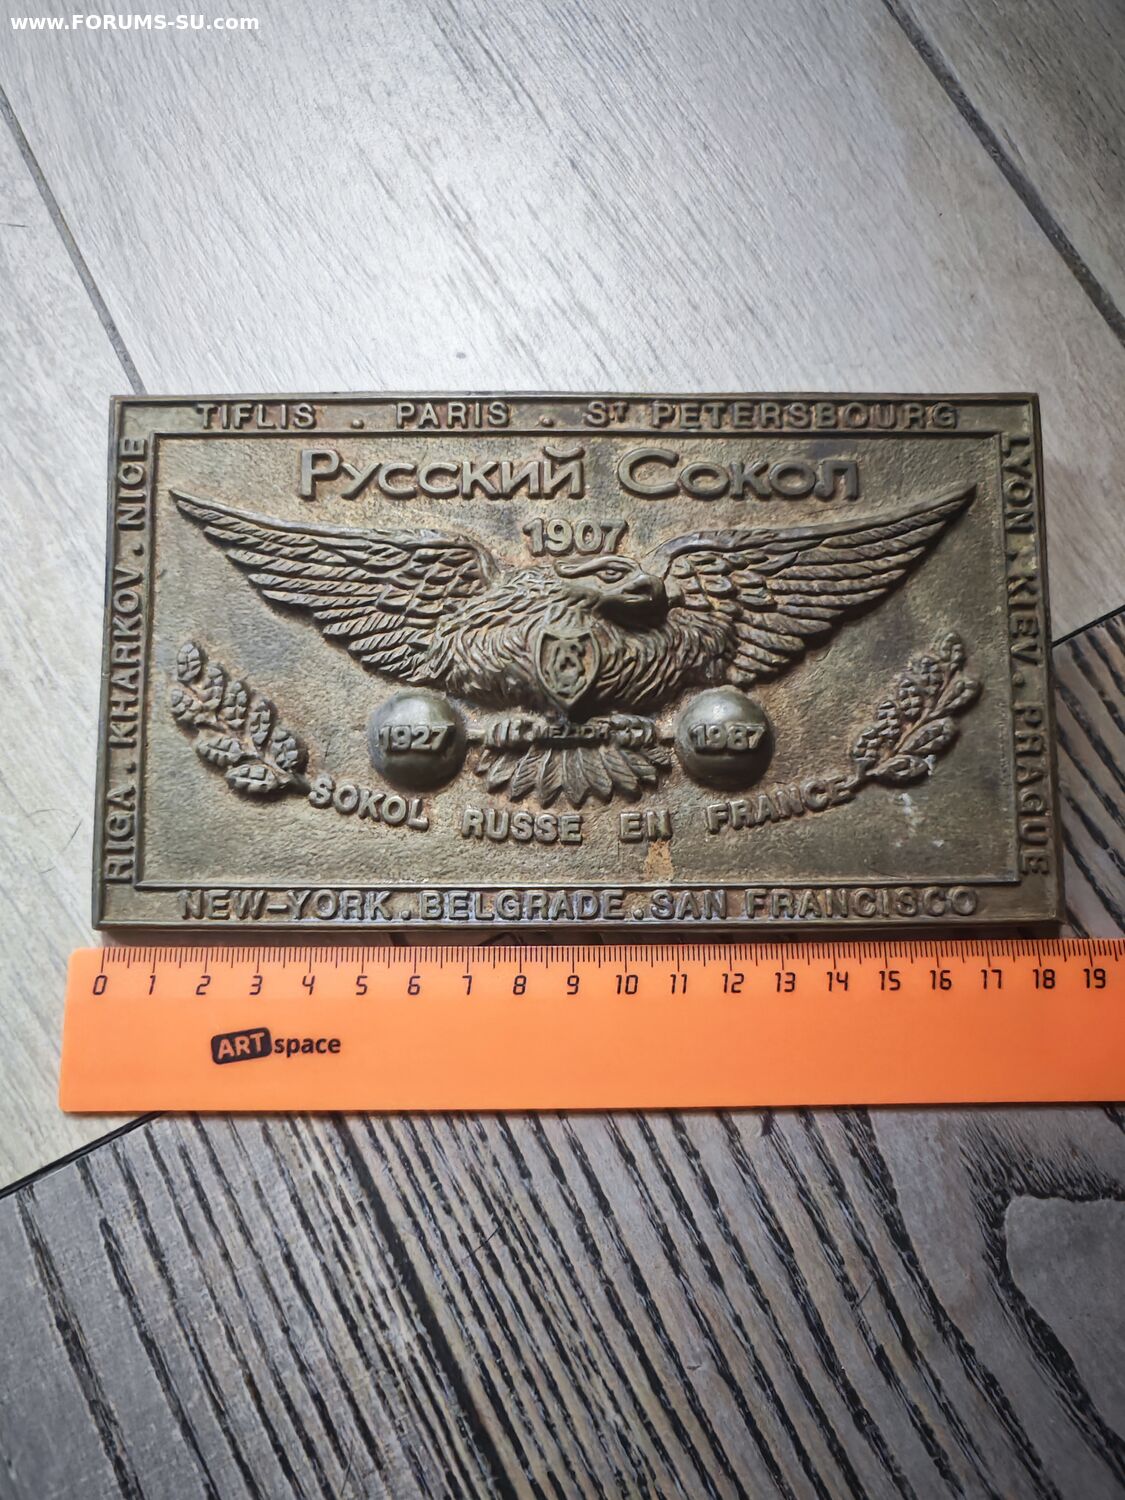 www.FORUMS-SU.com
TIFLIS . PARIS . ST PETERSBOURG
RIGA . KHARKOV . NICE
LYON . KIEV . PRAGUE
Русский Сокол
1907
1927
1987
SOKOL RUSSE EN FRANCE
NEW-YORK . BELGRADE . SAN FRANCISCO
0 1 2 3 4 5 6 7 8 9 10 11 12 13 14 15 16 17 18 19
ARTspace